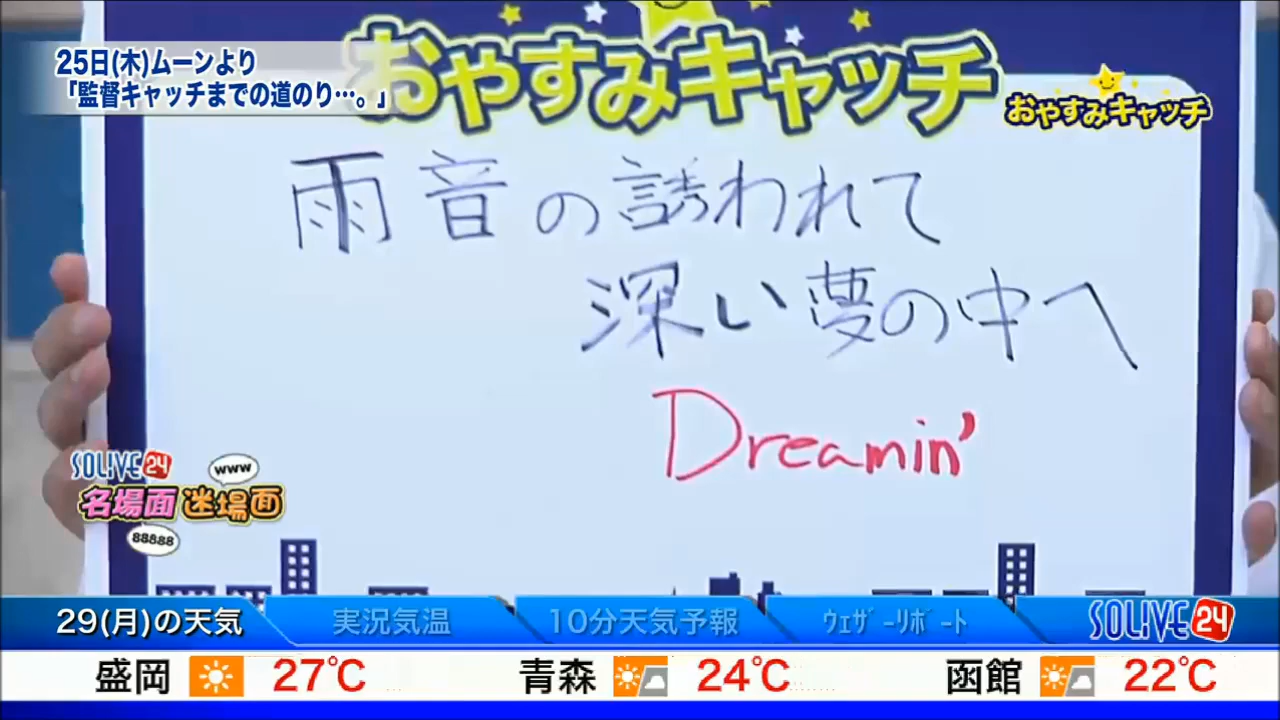 25日(木)ムーンより
「監督キャッチまでの道のり…。」
おやすみキャッチ
おやすみキャッチ
雨音の誘われて
深い夢の中へ
Dreamin'
SOLiVE24
www
名場面 迷場面
88888
29(月)の天気 実況気温 10分天気予報 ウェザーリポート SOLiVE24
盛岡 27℃ 青森 24℃ 函館 22℃